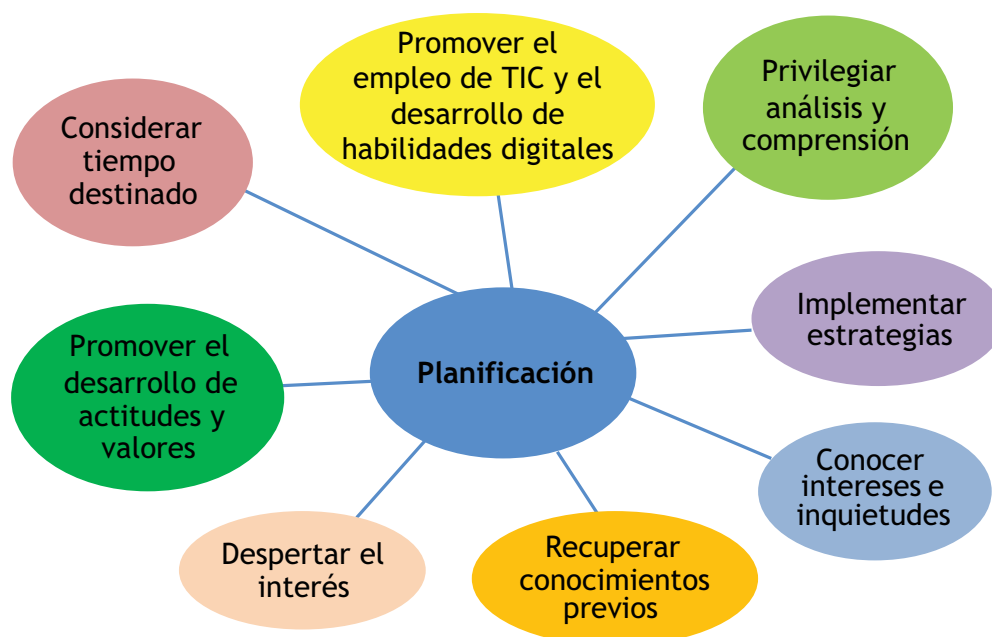 Promover el
empleo de TIC y el
desarrollo de
habilidades digitales
Privilegiar
análisis y
comprensión
Considerar
tiempo
destinado
Implementar
estrategias
Promover el
desarrollo de
actitudes y
valores
Planificación
Conocer
intereses e
inquietudes
Despertar el
interés
Recuperar
conocimientos
previos